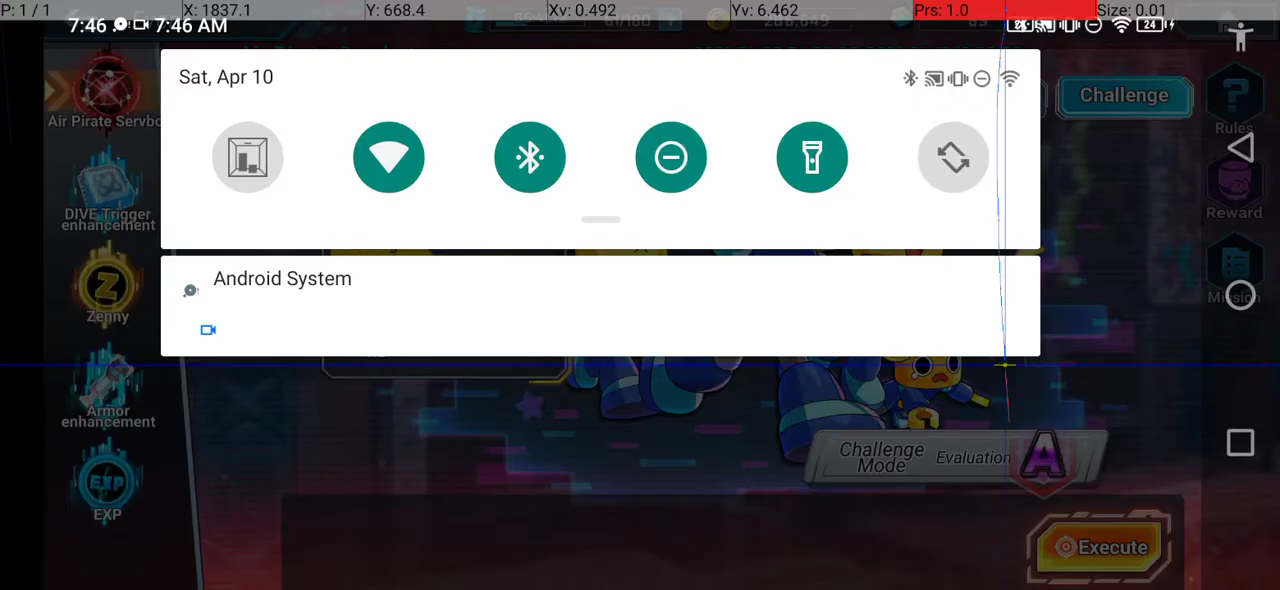 P: 1 / 1
X: 1837.1
Y: 668.4
Xv: 0.492
Yv: 6.462
Prs: 1.0
Size: 0.01
7:46
7:46 AM
24
Sat, Apr 10
Challenge
Air Pirate Servbo
Rules
DIVE Trigger
enhancement
Reward
Android System
Zenny
Mission
Armor
enhancement
Challenge
Mode
Evaluation
A
EXP
EXP
Execute